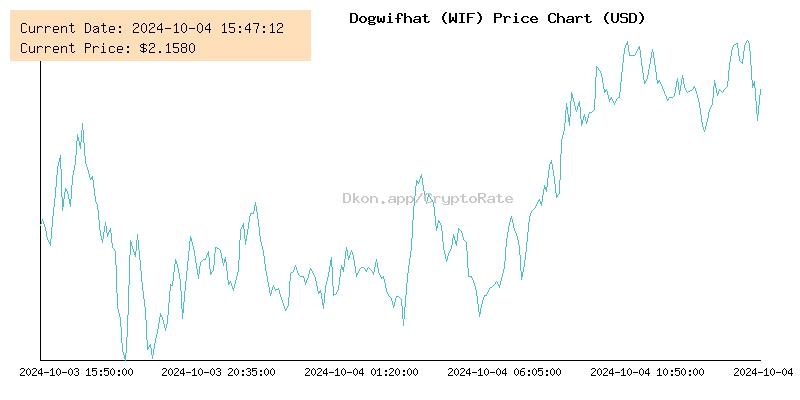 Dogwifhat (WIF) Price Chart (USD)
Current Date: 2024-10-04 15:47:12
Current Price: $2.1580
Dkon.app/CryptoRate
2024-10-03 15:50:00 2024-10-03 20:35:00 2024-10-04 01:20:00 2024-10-04 06:05:00 2024-10-04 10:50:00 2024-10-04